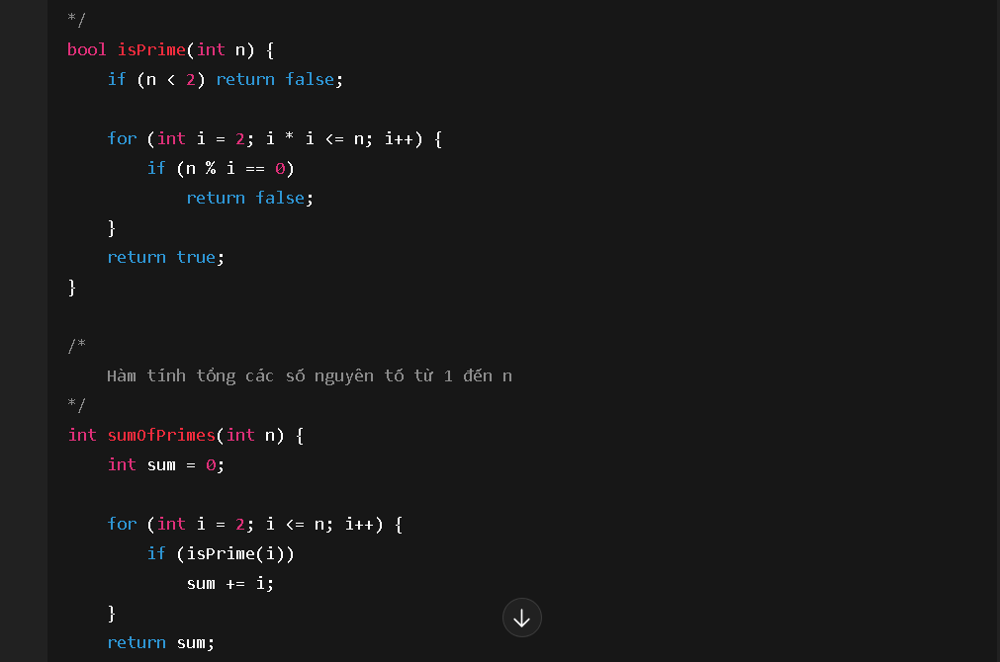 */
bool isPrime(int n) {
    if (n < 2) return false;

    for (int i = 2; i * i <= n; i++) {
        if (n % i == 0)
            return false;
    }
    return true;
}

/*
    Hàm tính tổng các số nguyên tố từ 1 đến n
*/
int sumOfPrimes(int n) {
    int sum = 0;

    for (int i = 2; i <= n; i++) {
        if (isPrime(i))
            sum += i;
    }
    return sum;